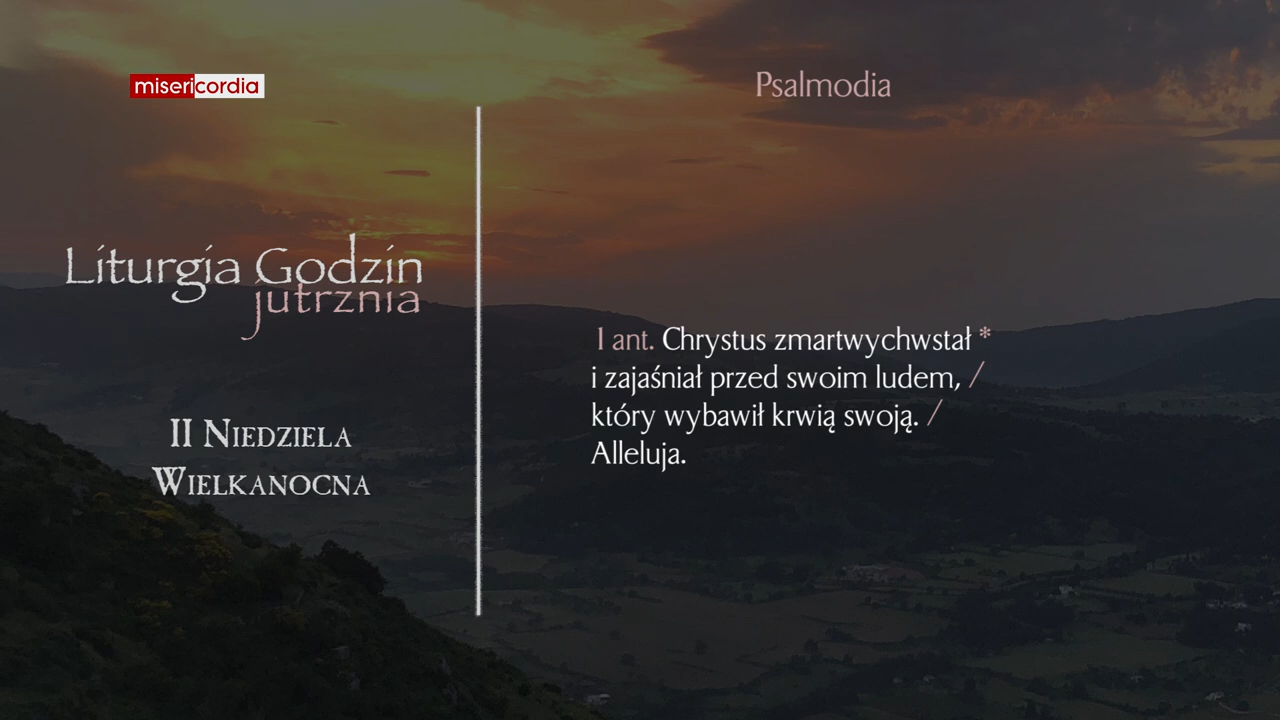 misericordia
Psalmodia
Liturgia Godzin
jutrznia
II Niedziela
Wielkanocna
1 ant. Chrystus zmartwychwstał *
i zajaśniał przed swoim ludem, /
który wybawił krwią swoją. /
Alleluja.